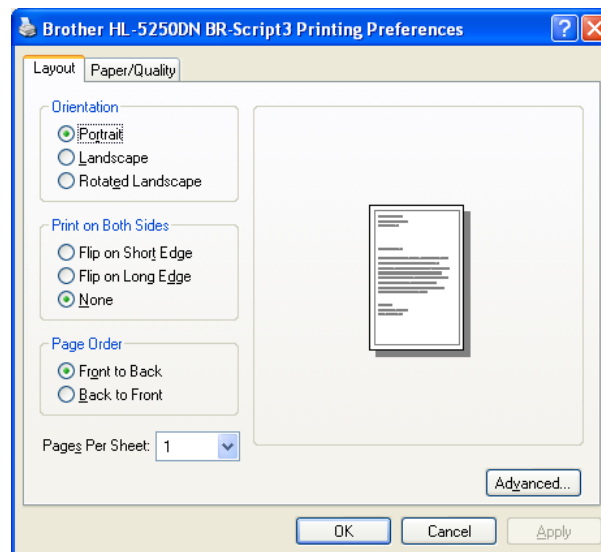 Brother HL-5250DN BR-Script3 Printing Preferences
Layout
Paper/Quality
Orientation
Portrait
Landscape
Rotated Landscape
Print on Both Sides
Flip on Short Edge
Flip on Long Edge
None
Page Order
Front to Back
Back to Front
Pages Per Sheet: 1
Advanced...
OK
Cancel
Apply